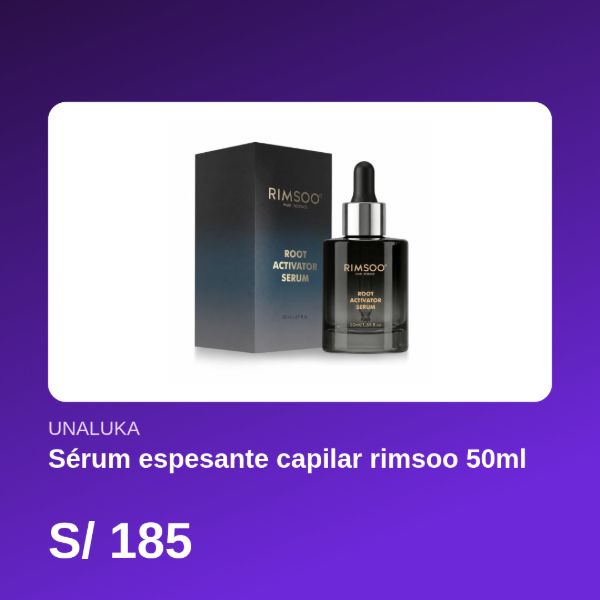 RIMSOO
ROOT
ACTIVATOR
SERUM
RIMSOO
ROOT
ACTIVATOR
SERUM
UNALUKA
Sérum espesante capilar rimsoo 50ml
S/ 185